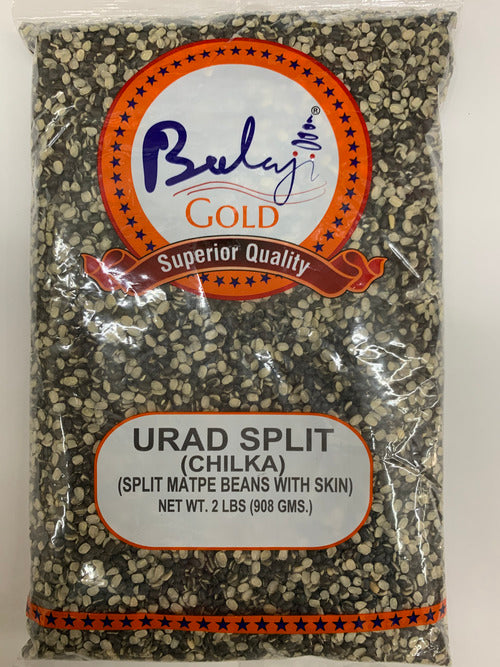 Balaji ®
GOLD
Superior Quality
URAD SPLIT
(CHILKA)
(SPLIT MATPE BEANS WITH SKIN)
NET WT. 2 LBS (908 GMS.)